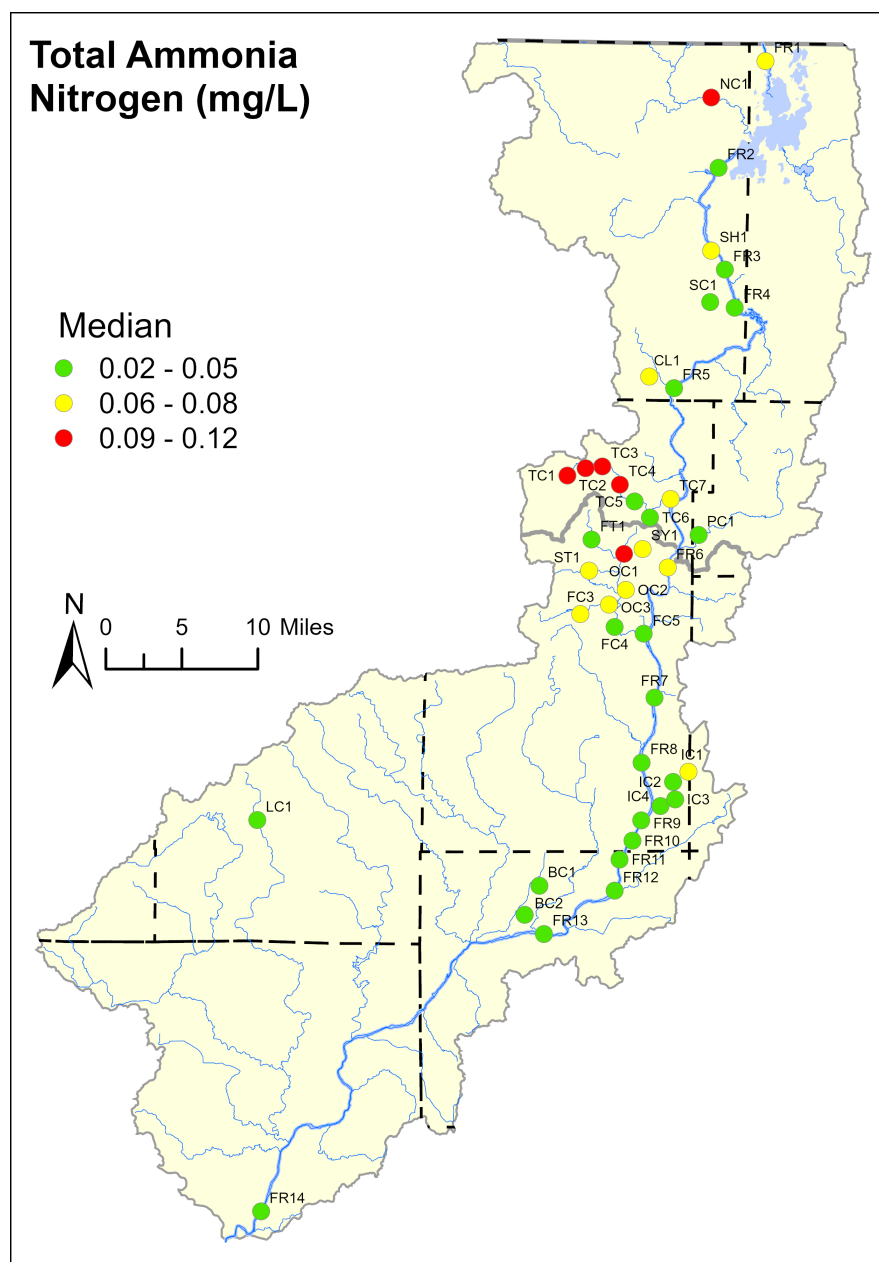 Total Ammonia
Nitrogen (mg/L)
FR1
NC1
FR2
SH1
FR3
SC1
FR4
Median
0.02 - 0.05
0.06 - 0.08
0.09 - 0.12
CL1
FR5
TC3
TC1
TC4
TC2
TC7
TC5
TC6
FT1
PC1
SY1
ST1
FR6
OC1
OC2
FC3
OC3
FC5
FC4
N
0 5 10 Miles
FR7
FR8
IC1
IC2
IC4
IC3
LC1
FR9
FR10
FR11
BC1
FR12
BC2
FR13
FR14